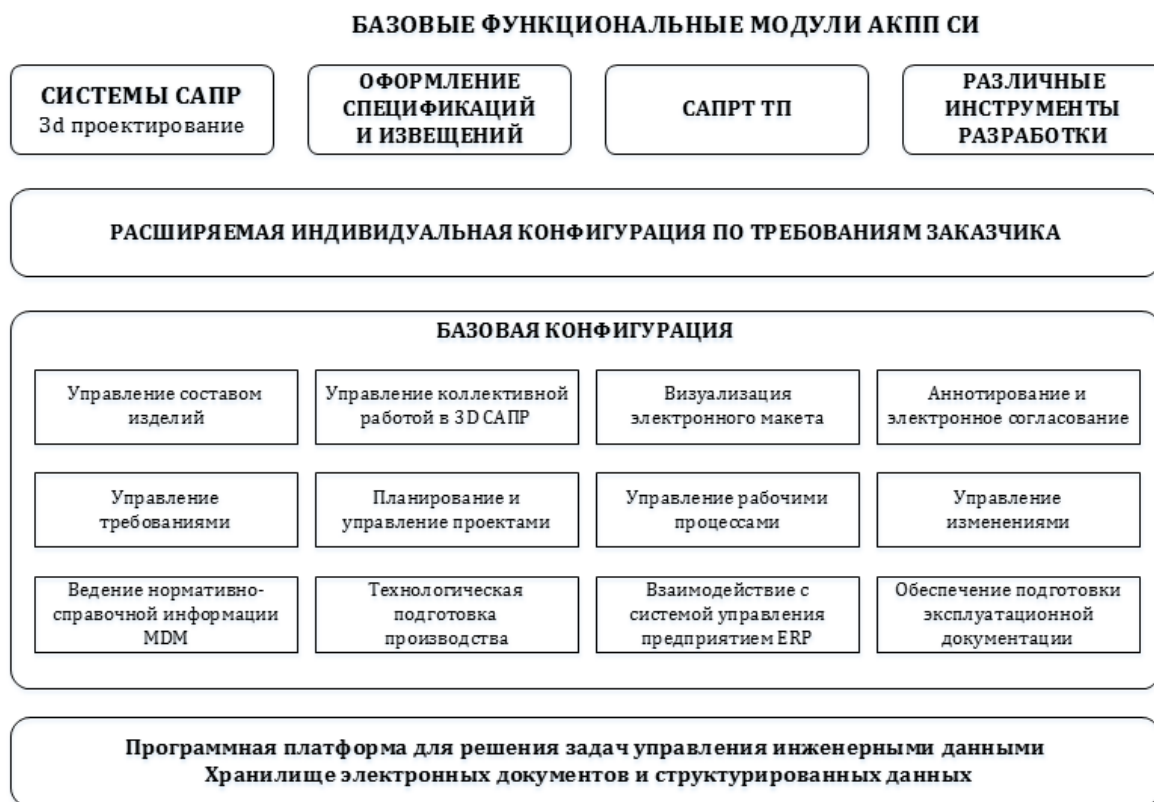 БАЗОВЫЕ ФУНКЦИОНАЛЬНЫЕ МОДУЛИ АКПП СИ
СИСТЕМЫ САПР
3d проектирование
ОФОРМЛЕНИЕ
СПЕЦИФИКАЦИЙ
И ИЗВЕЩЕНИЙ
САПРТ ТП
РАЗЛИЧНЫЕ
ИНСТРУМЕНТЫ
РАЗРАБОТКИ
РАСШИРЯЕМАЯ ИНДИВИДУАЛЬНАЯ КОНФИГУРАЦИЯ ПО ТРЕБОВАНИЯМ ЗАКАЗЧИКА
БАЗОВАЯ КОНФИГУРАЦИЯ
Управление составом
изделий
Управление коллективной
работой в 3D САПР
Визуализация
электронного макета
Аннотирование и
электронное согласование
Управление
требованиями
Планирование и
управление проектами
Управление рабочими
процессами
Управление
изменениями
Ведение нормативно-
справочной информации
MDM
Технологическая
подготовка
производства
Взаимодействие с
системой управления
предприятием ERP
Обеспечение подготовки
эксплуатационной
документации
Программная платформа для решения задач управления инженерными данными
Хранилище электронных документов и структурированных данных